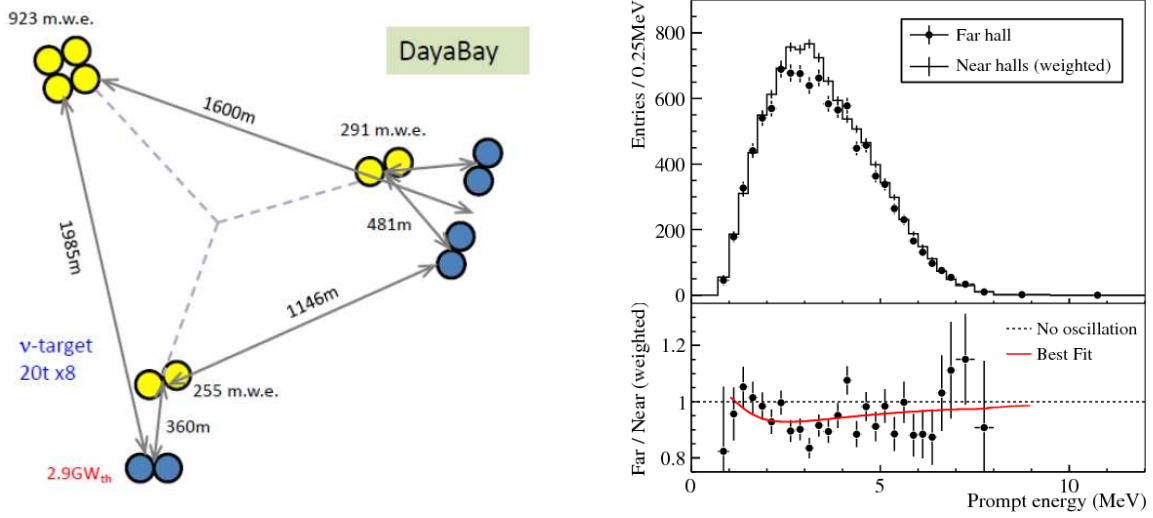 923 m.w.e.
DayaBay
1600m
291 m.w.e.
481m
1985m
1146m
ν-target
20t x8
255 m.w.e.
360m
2.9GWth
Entries / 0.25MeV
800
600
400
200
0
Far hall
Near halls (weighted)
Far / Near (weighted)
1.2
1
0.8
No oscillation
Best Fit
0
5
10
Prompt energy (MeV)